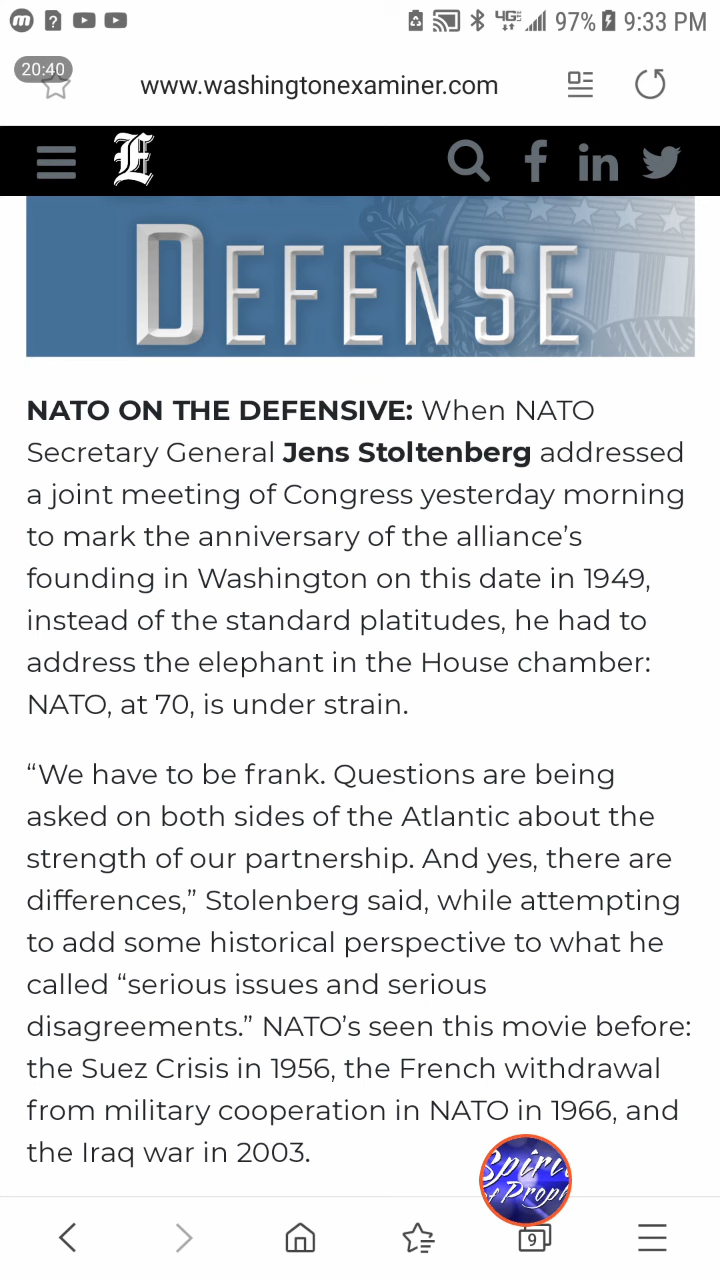 97% 9:33 PM
20:40
www.washingtonexaminer.com
E
DEFENSE
NATO ON THE DEFENSIVE: When NATO
Secretary General Jens Stoltenberg addressed
a joint meeting of Congress yesterday morning
to mark the anniversary of the alliance’s
founding in Washington on this date in 1949,
instead of the standard platitudes, he had to
address the elephant in the House chamber:
NATO, at 70, is under strain.
“We have to be frank. Questions are being
asked on both sides of the Atlantic about the
strength of our partnership. And yes, there are
differences,” Stolenberg said, while attempting
to add some historical perspective to what he
called “serious issues and serious
disagreements.” NATO’s seen this movie before:
the Suez Crisis in 1956, the French withdrawal
from military cooperation in NATO in 1966, and
the Iraq war in 2003.
Spiri
of Proph
9